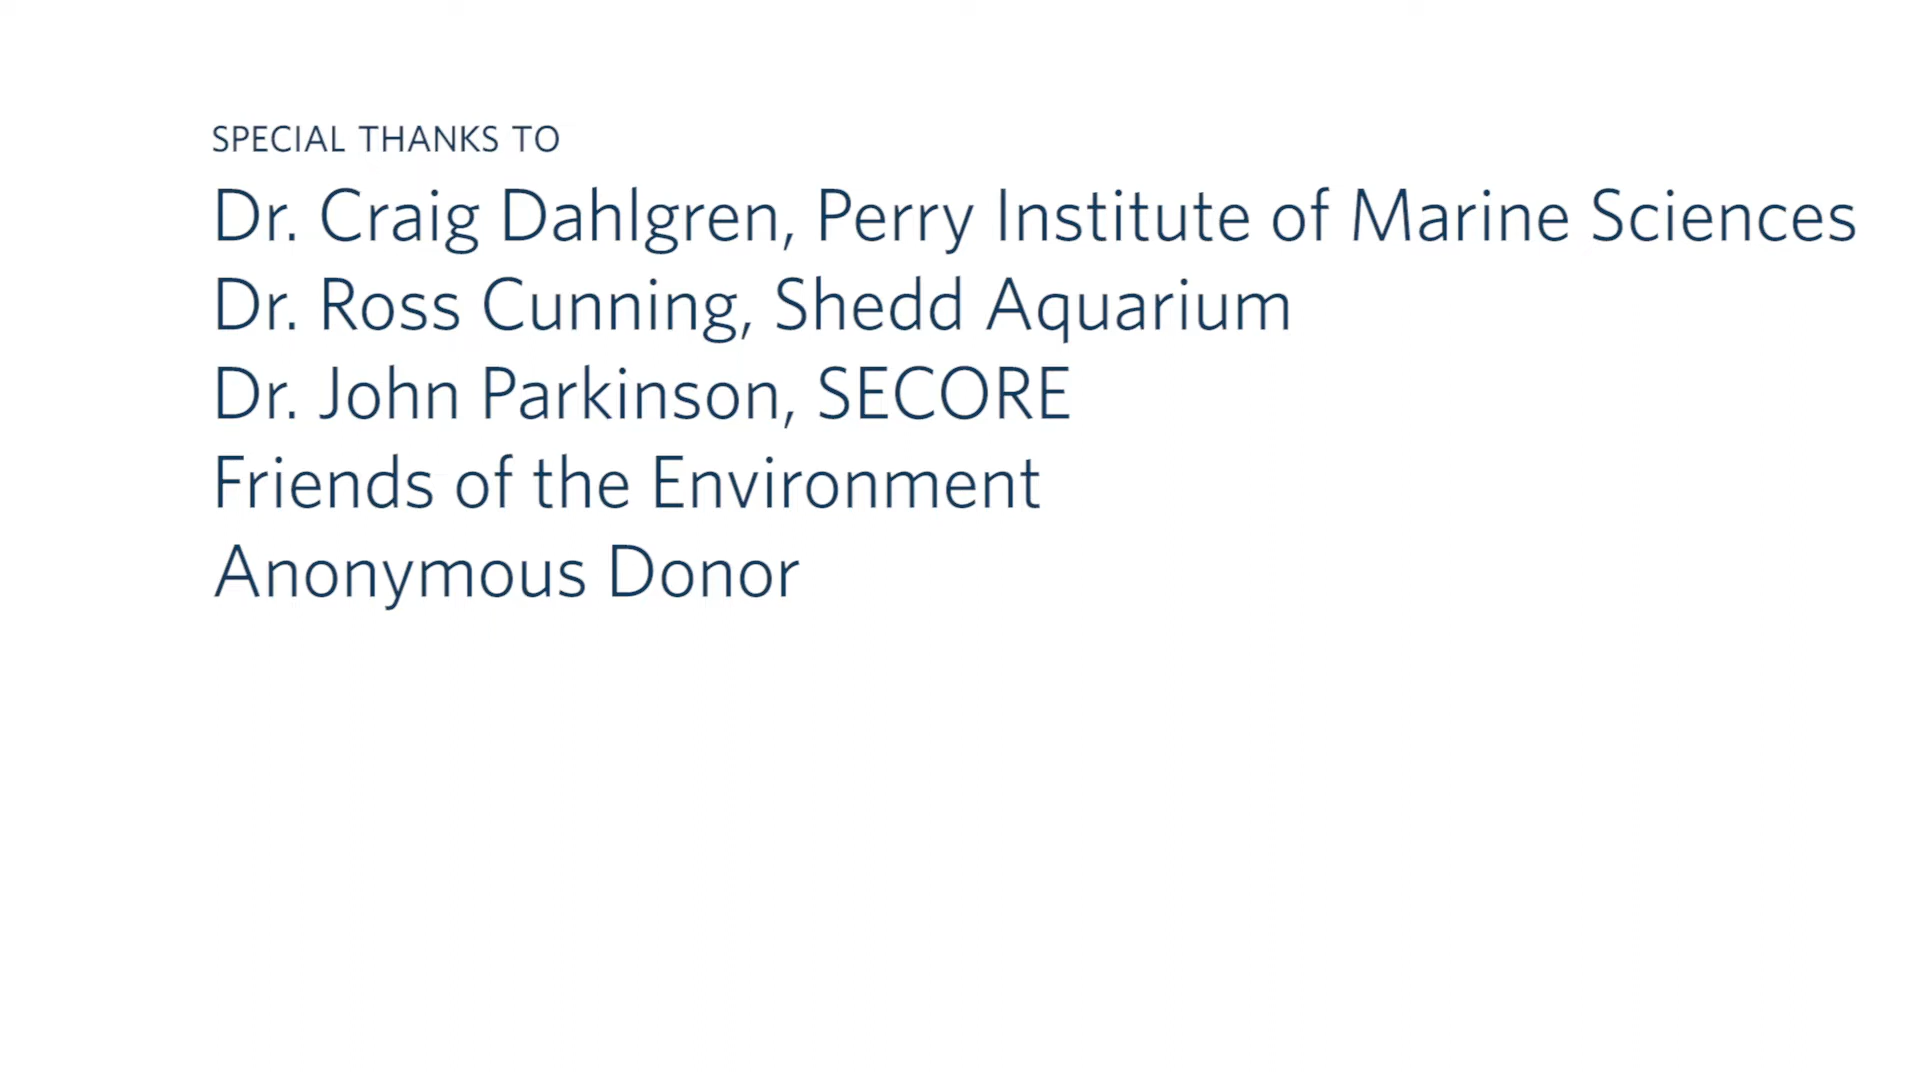 SPECIAL THANKS TO
Dr. Craig Dahlgren, Perry Institute of Marine Sciences
Dr. Ross Cunning, Shedd Aquarium
Dr. John Parkinson, SECORE
Friends of the Environment
Anonymous Donor